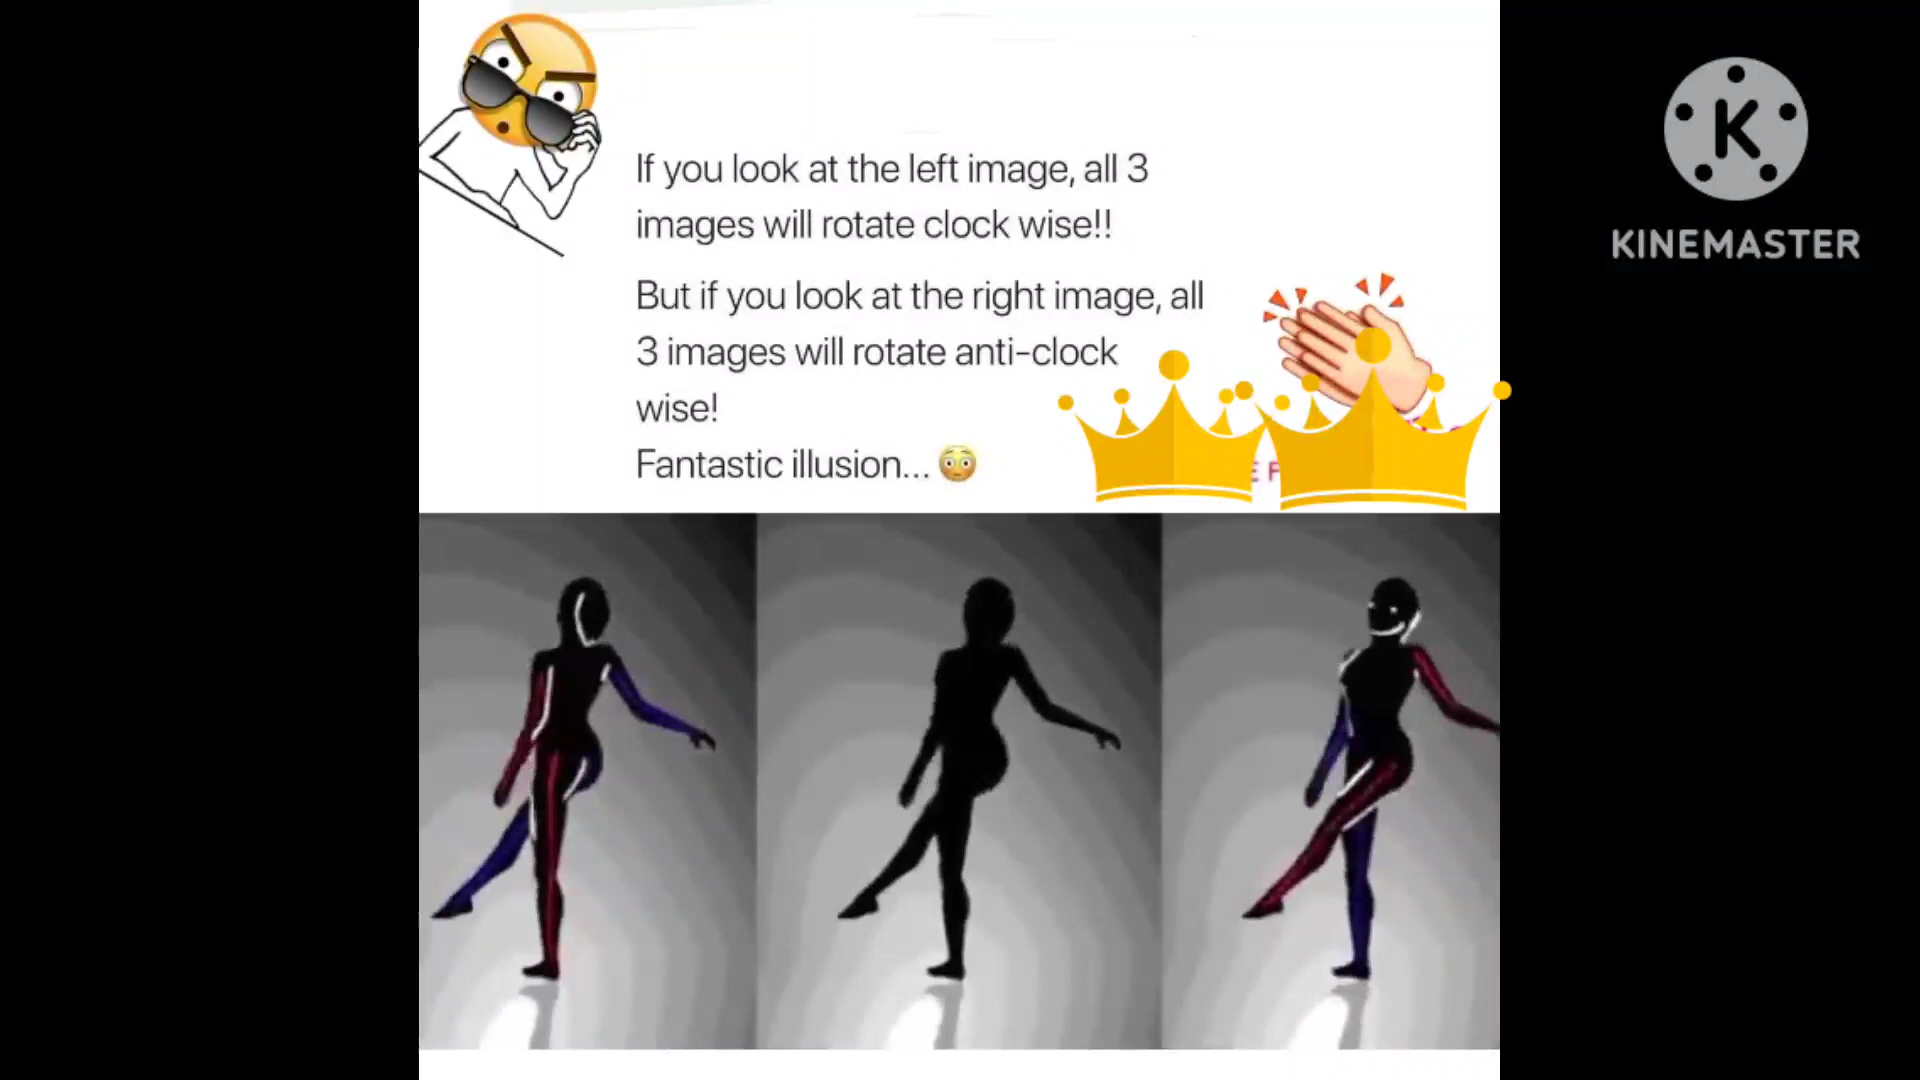 If you look at the left image, all 3
images will rotate clock wise!!
But if you look at the right image, all
3 images will rotate anti-clock
wise!
Fantastic illusion... 😳
K
KINEMASTER